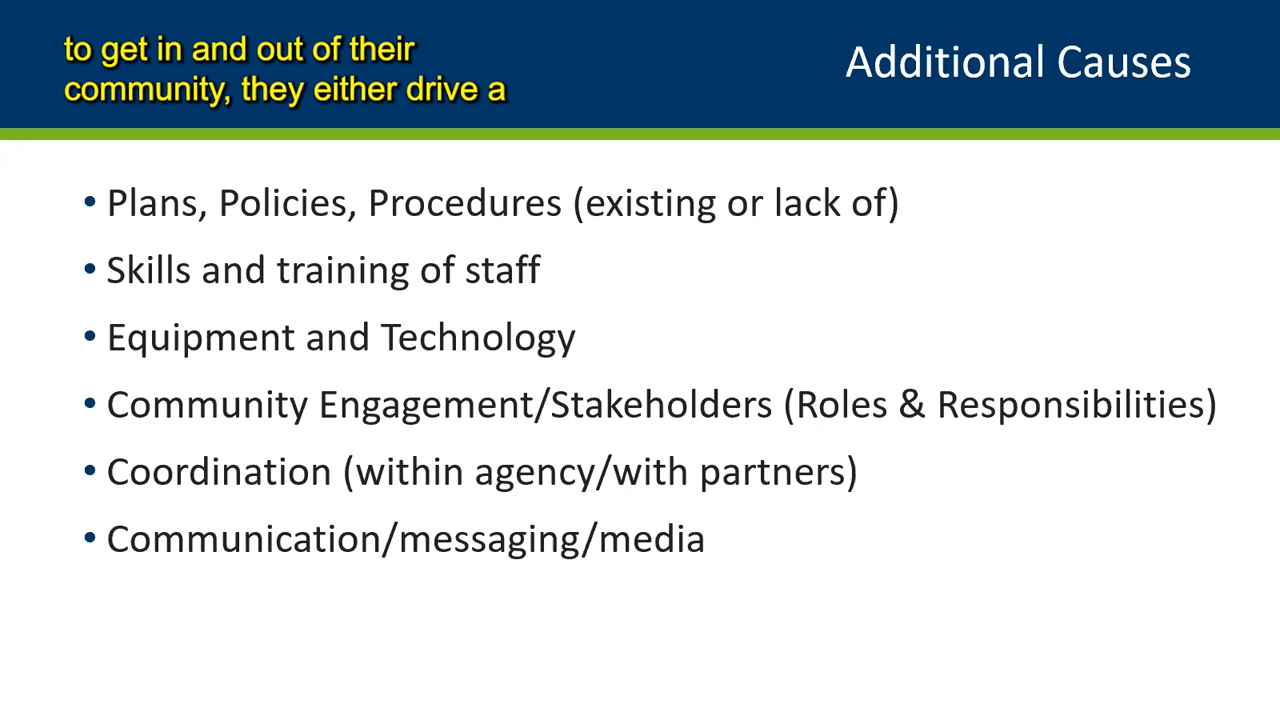 to get in and out of their
community, they either drive a
Additional Causes
• Plans, Policies, Procedures (existing or lack of)
• Skills and training of staff
• Equipment and Technology
• Community Engagement/Stakeholders (Roles & Responsibilities)
• Coordination (within agency/with partners)
• Communication/messaging/media